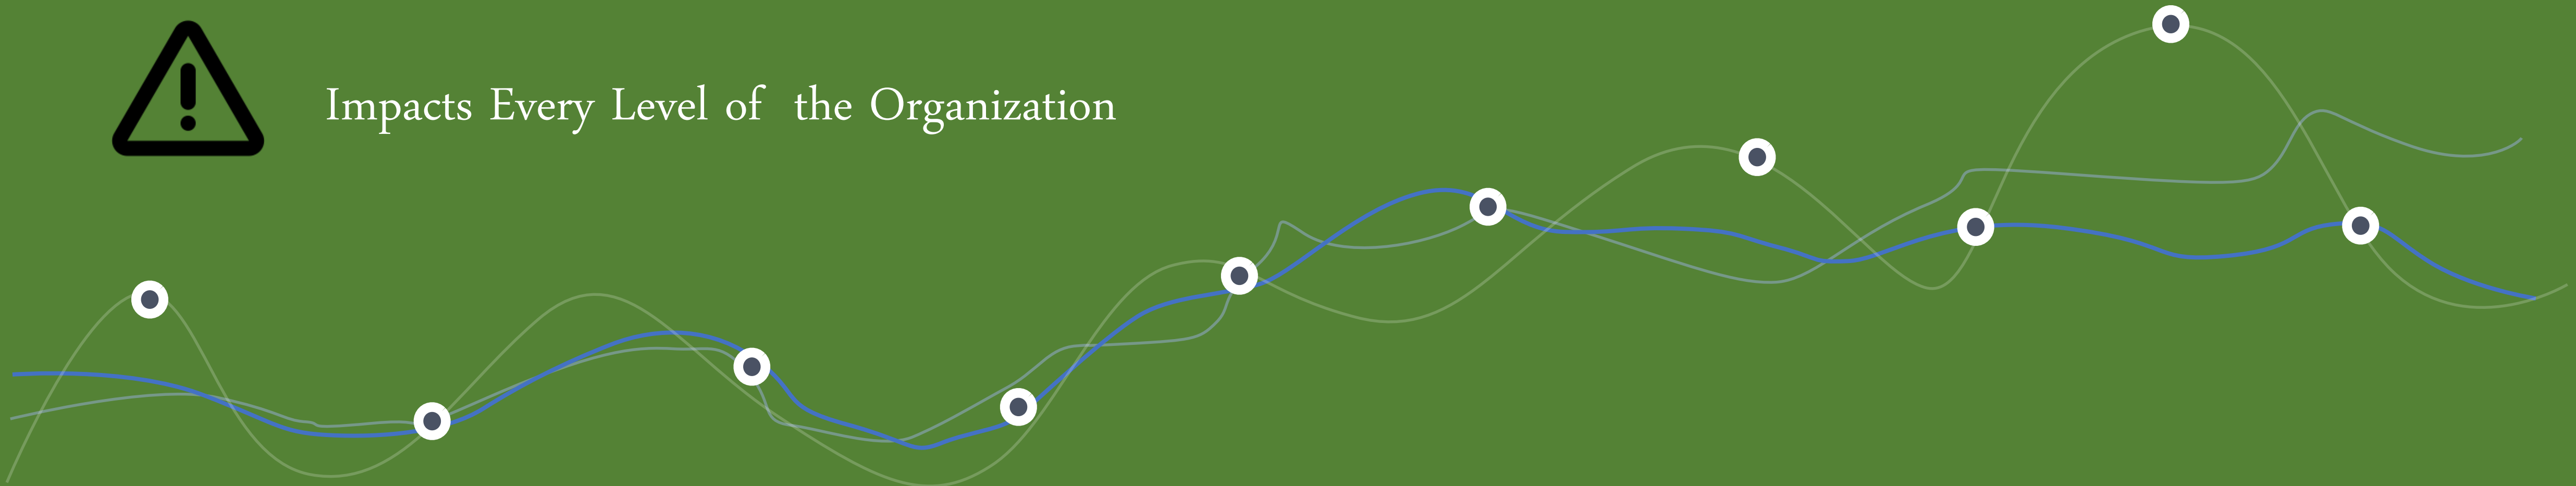 Impacts Every Level of  the Organization